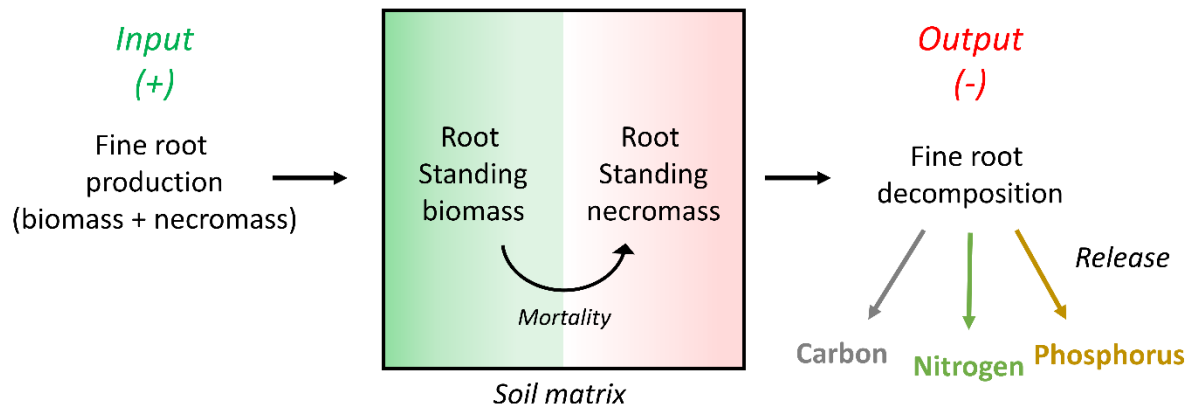 Input
(+)
Fine root
production
(biomass + necromass)
Root
Standing
biomass
Root
Standing
necromass
Mortality
Soil matrix
Output
(-)
Fine root
decomposition
Release
Carbon
Nitrogen
Phosphorus